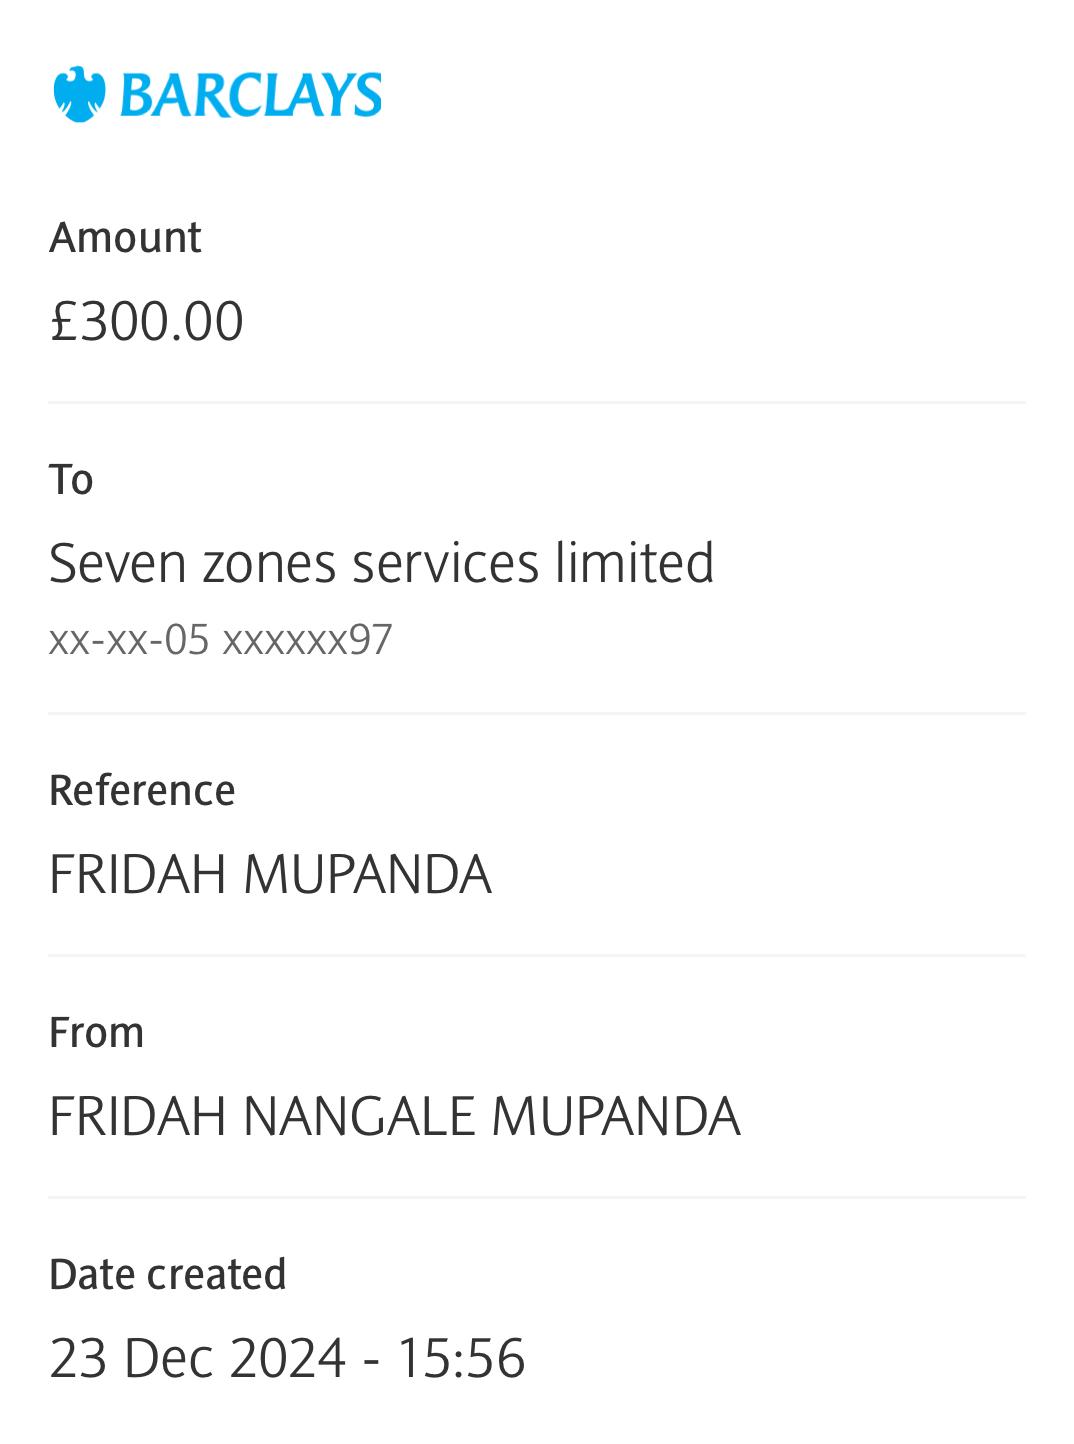 BARCLAYS
Amount
£300.00
To
Seven zones services limited
xx-xx-05 xxxxxx97
Reference
FRIDAH MUPANDA
From
FRIDAH NANGALE MUPANDA
Date created
23 Dec 2024 - 15:56